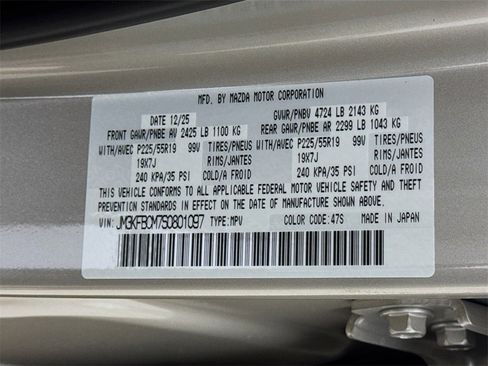 MFD. BY MAZDA MOTOR CORPORATION
DATE 12/25 GVWR/PNBV 4724 LB 2143 KG
FRONT GAWR/PNBE AV 2425 LB 1100 KG REAR GAWR/PNBE AR 2299 LB 1043 KG
WITH/AVEC P225/55R19 99V TIRES/PNEUS WITH/AVEC P225/55R19 99V TIRES/PNEUS
19X7J RIMS/JANTES 19X7J RIMS/JANTES
240 KPA/35 PSI COLD/A FROID 240 KPA/35 PSI COLD/A FROID
THIS VEHICLE CONFORMS TO ALL APPLICABLE FEDERAL MOTOR VEHICLE SAFETY AND THEFT
PREVENTION STANDARDS IN EFFECT ON THE DATE OF MANUFACTURE SHOWN ABOVE.
VIN: JM3KFBCM7S0801097 TYPE:MPV COLOR CODE:47S MADE IN JAPAN